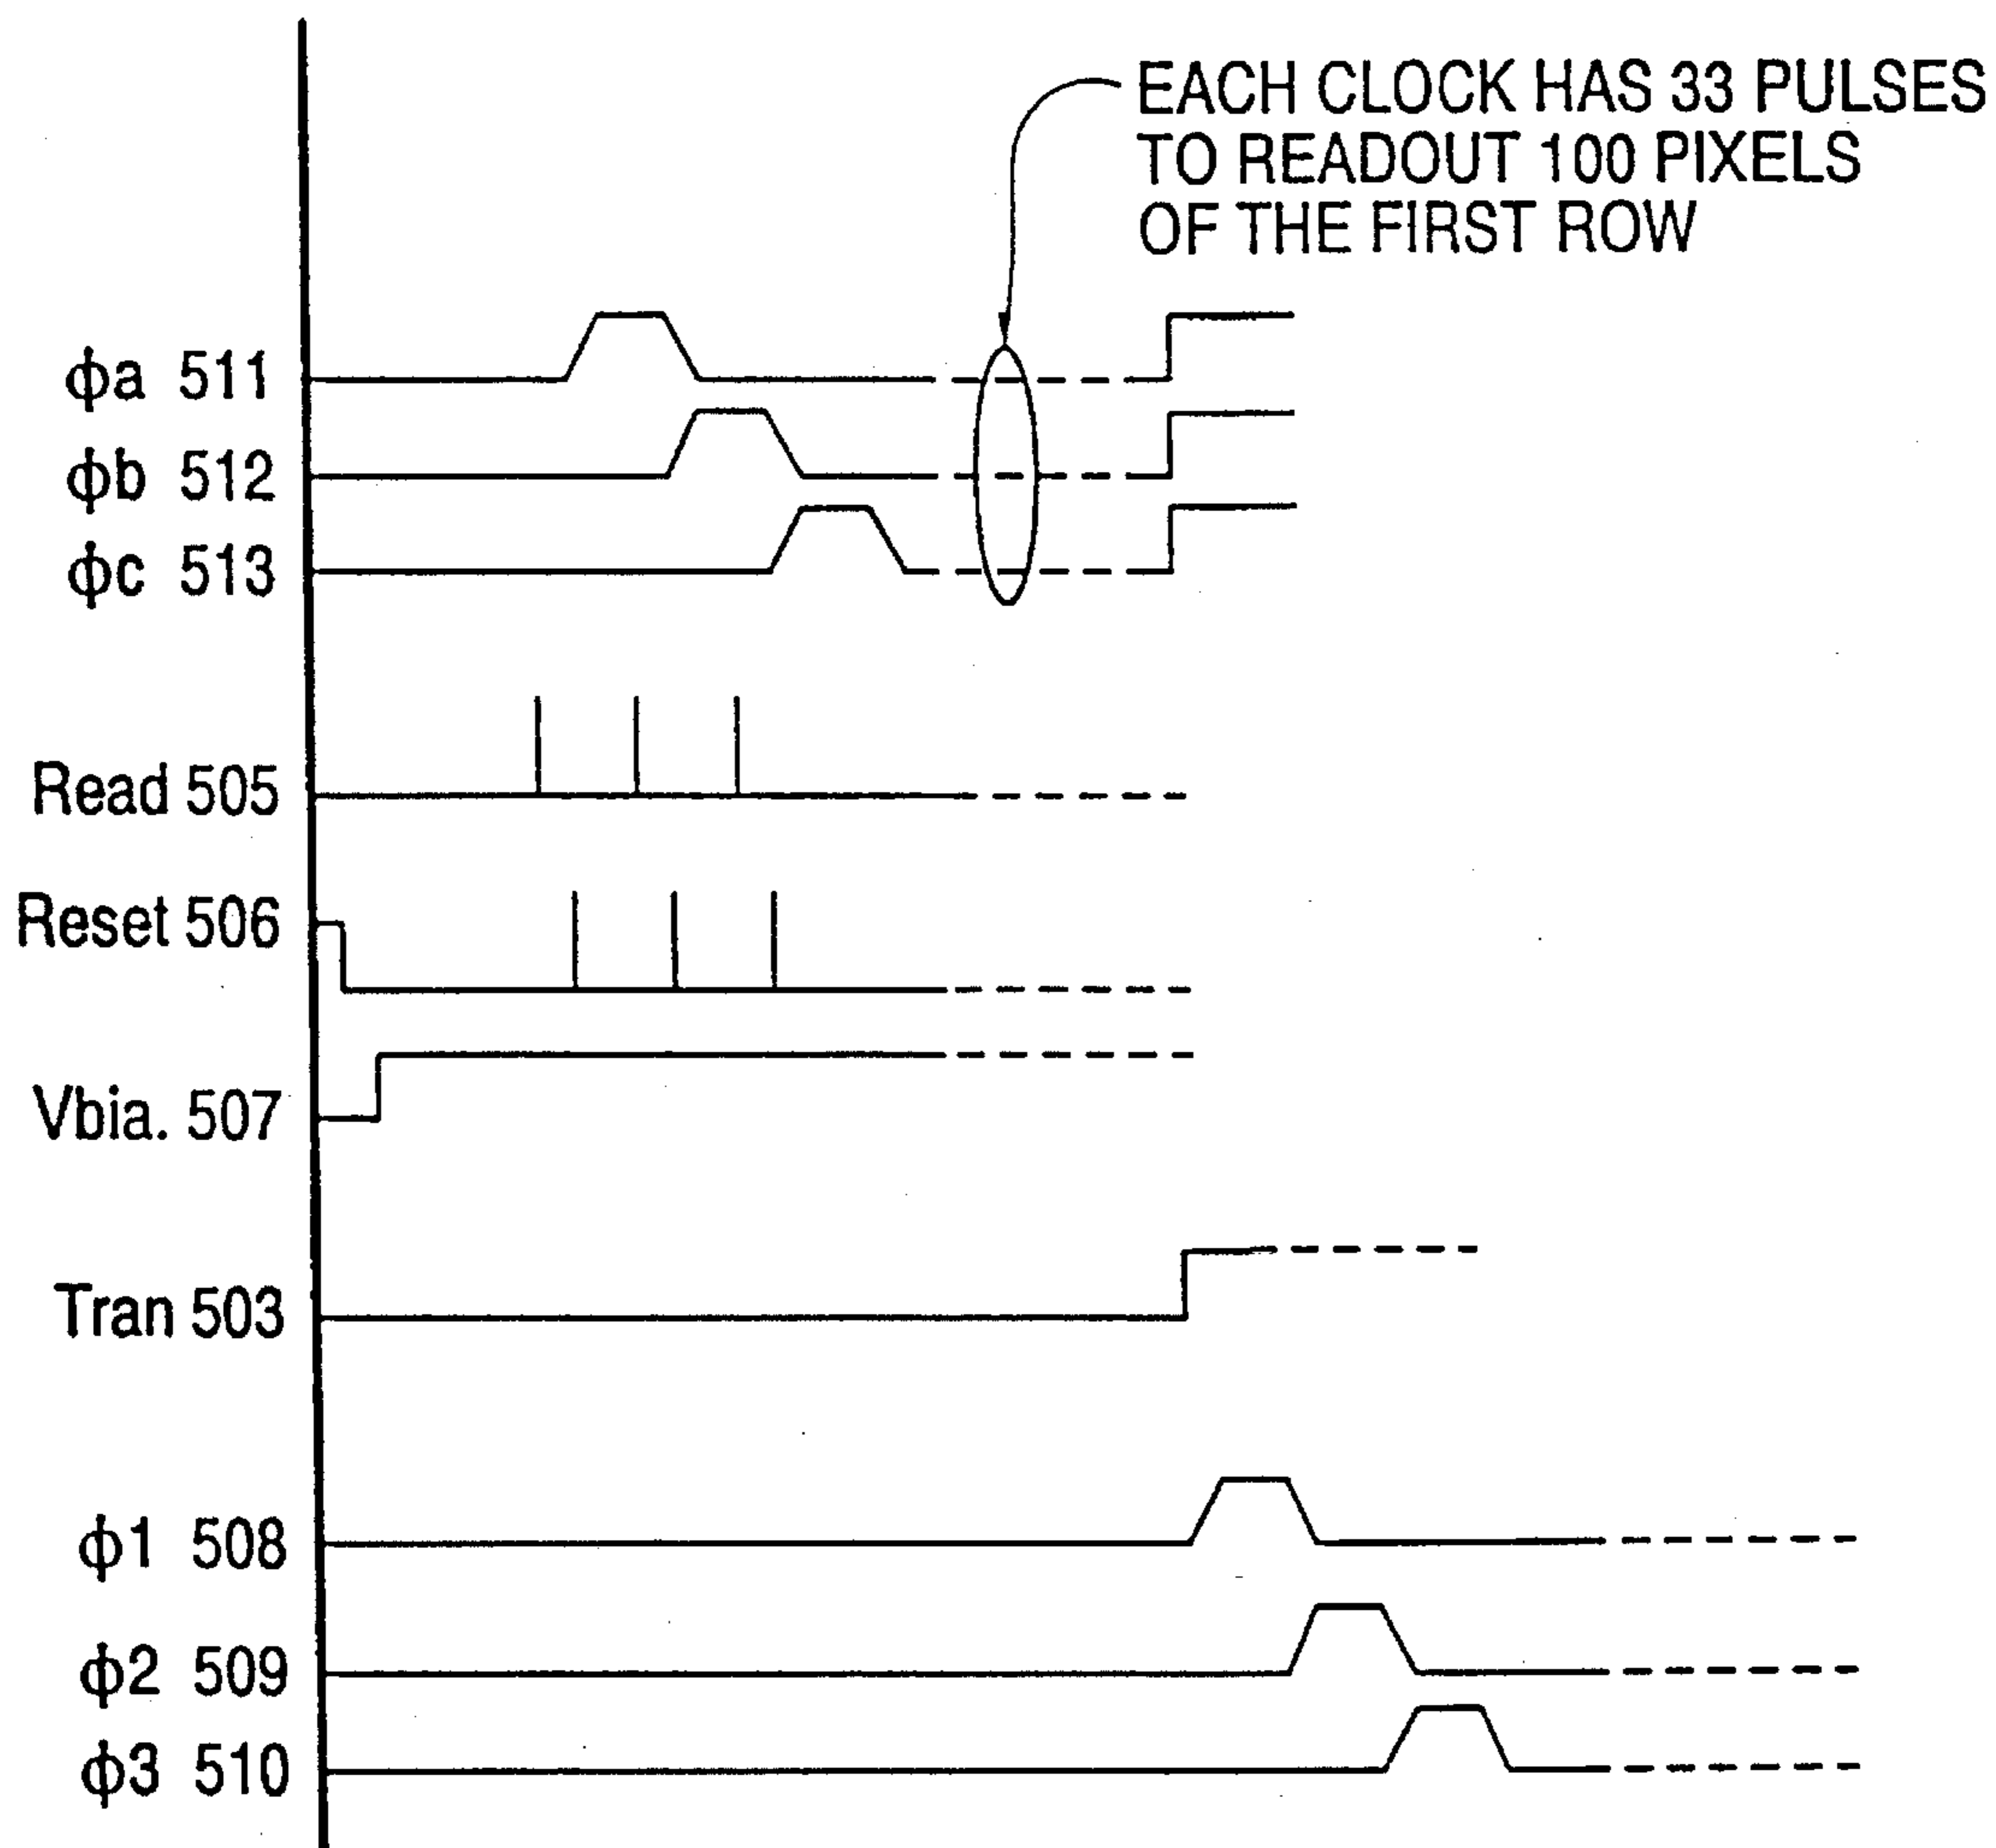 EACH CLOCK HAS 33 PULSES
TO READOUT 100 PIXELS
OF THE FIRST ROW
ϕa 511
ϕb 512
ϕc 513
Read 505
Reset 506
Vbia. 507
Tran 503
ϕ1 508
ϕ2 509
ϕ3 510